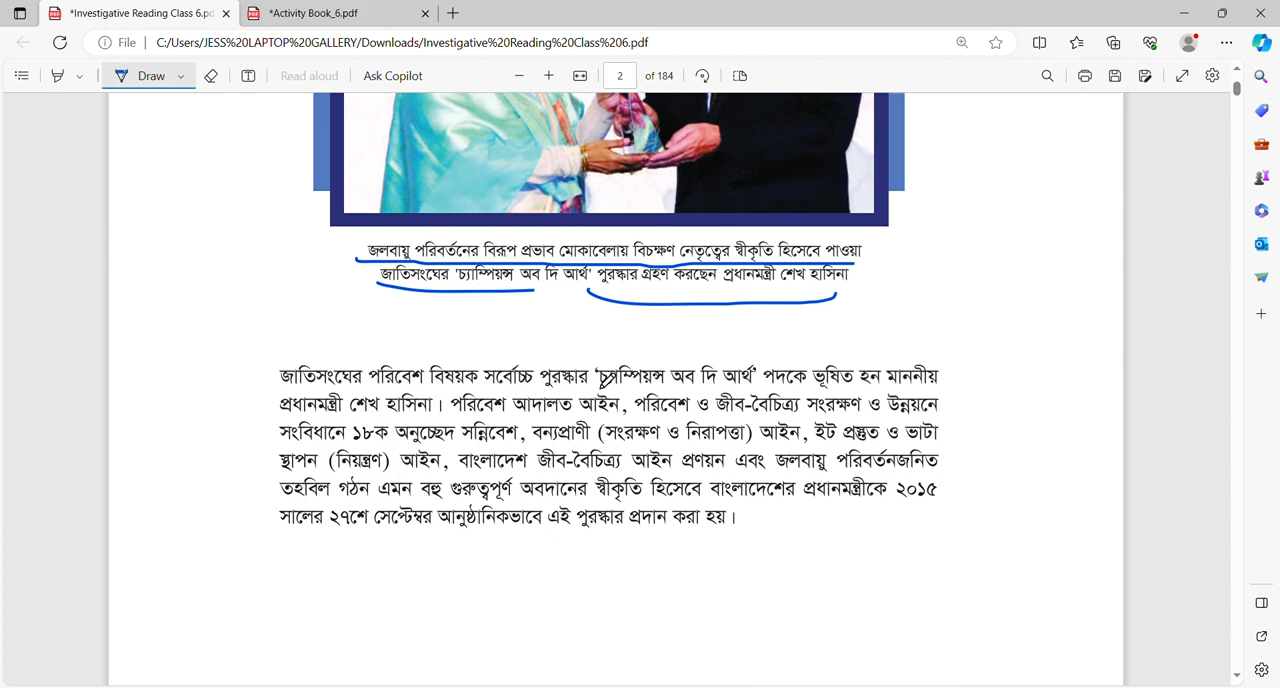 *Investigative Reading Class 6.pd
*Activity Book_6.pdf
File
C:/Users/JESS%20LAPTOP%20GALLERY/Downloads/Investigative%20Reading%20Class%206.pdf
Draw
Read aloud
Ask Copilot
2 of 184
জলবায়ু পরিবর্তনের বিরূপ প্রভাব মোকাবেলায় বিচক্ষণ নেতৃত্বের স্বীকৃতি হিসেবে পাওয়া
জাতিসংঘের 'চ্যাম্পিয়ন্স অব দি আর্থ' পুরস্কার গ্রহণ করছেন প্রধানমন্ত্রী শেখ হাসিনা
জাতিসংঘের পরিবেশ বিষয়ক সর্বোচ্চ পুরস্কার ‘চ্যাম্পিয়ন্স অব দি আর্থ’ পদকে ভূষিত হন মাননীয়
প্রধানমন্ত্রী শেখ হাসিনা। পরিবেশ আদালত আইন, পরিবেশ ও জীব-বৈচিত্র্য সংরক্ষণ ও উন্নয়নে
সংবিধানে ১৮ক অনুচ্ছেদ সন্নিবেশ, বন্যপ্রাণী (সংরক্ষণ ও নিরাপত্তা) আইন, ইট প্রস্তুত ও ভাটা
স্থাপন (নিয়ন্ত্রণ) আইন, বাংলাদেশ জীব-বৈচিত্র্য আইন প্রণয়ন এবং জলবায়ু পরিবর্তনজনিত
তহবিল গঠন এমন বহু গুরুত্বপূর্ণ অবদানের স্বীকৃতি হিসেবে বাংলাদেশের প্রধানমন্ত্রীকে ২০১৫
সালের ২৭শে সেপ্টেম্বর আনুষ্ঠানিকভাবে এই পুরস্কার প্রদান করা হয়।